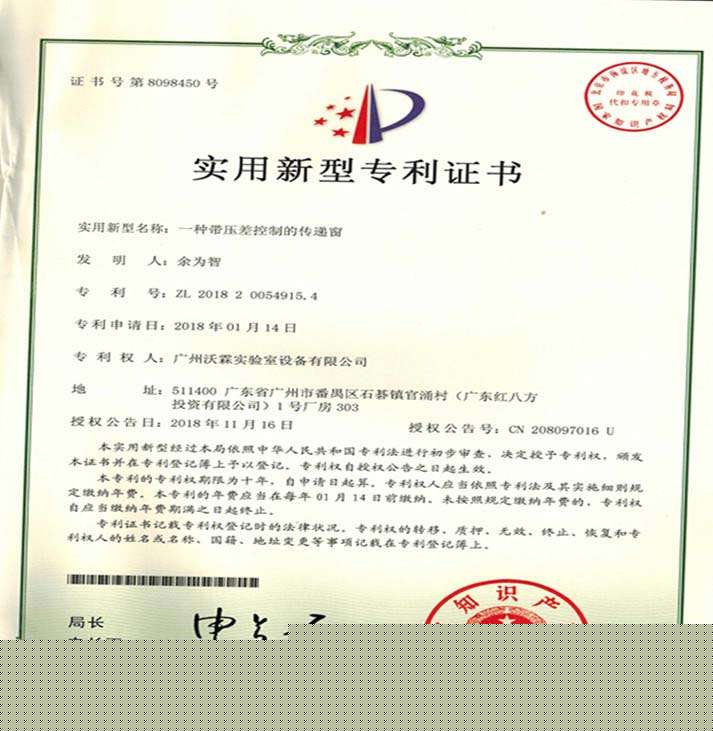 证书号第8098450号
印花税
代扣专用章
实用新型专利证书
实用新型名称：一种带压差控制的传递窗
发明人：余为智
专利号：ZL 2018 2 0054915.4
专利申请日：2018年01月14日
专利权人：广州沃霖实验室设备有限公司
地址：511400 广东省广州市番禺区石碁镇官涌村（广东红八方
投资有限公司）1号厂房303
授权公告日：2018年11月16日 授权公告号：CN 208097016 U
本实用新型经过本局依照中华人民共和国专利法进行初步审查，决定授予专利权，颁发
本证书并在专利登记簿上予以登记。专利权自授权公告之日起生效。
本专利的专利权期限为十年，自申请日起算。专利权人应当依照专利法及其实施细则规
定缴纳年费。本专利的年费应当在每年01月14日前缴纳。未按照规定缴纳年费的，专利权
自应当缴纳年费期满之日起终止。
专利证书记载专利权登记时的法律状况。专利权的转移、质押、无效、终止、恢复和专
利权人的姓名或名称、国籍、地址变更等事项记载在专利登记簿上。
局长
知识产